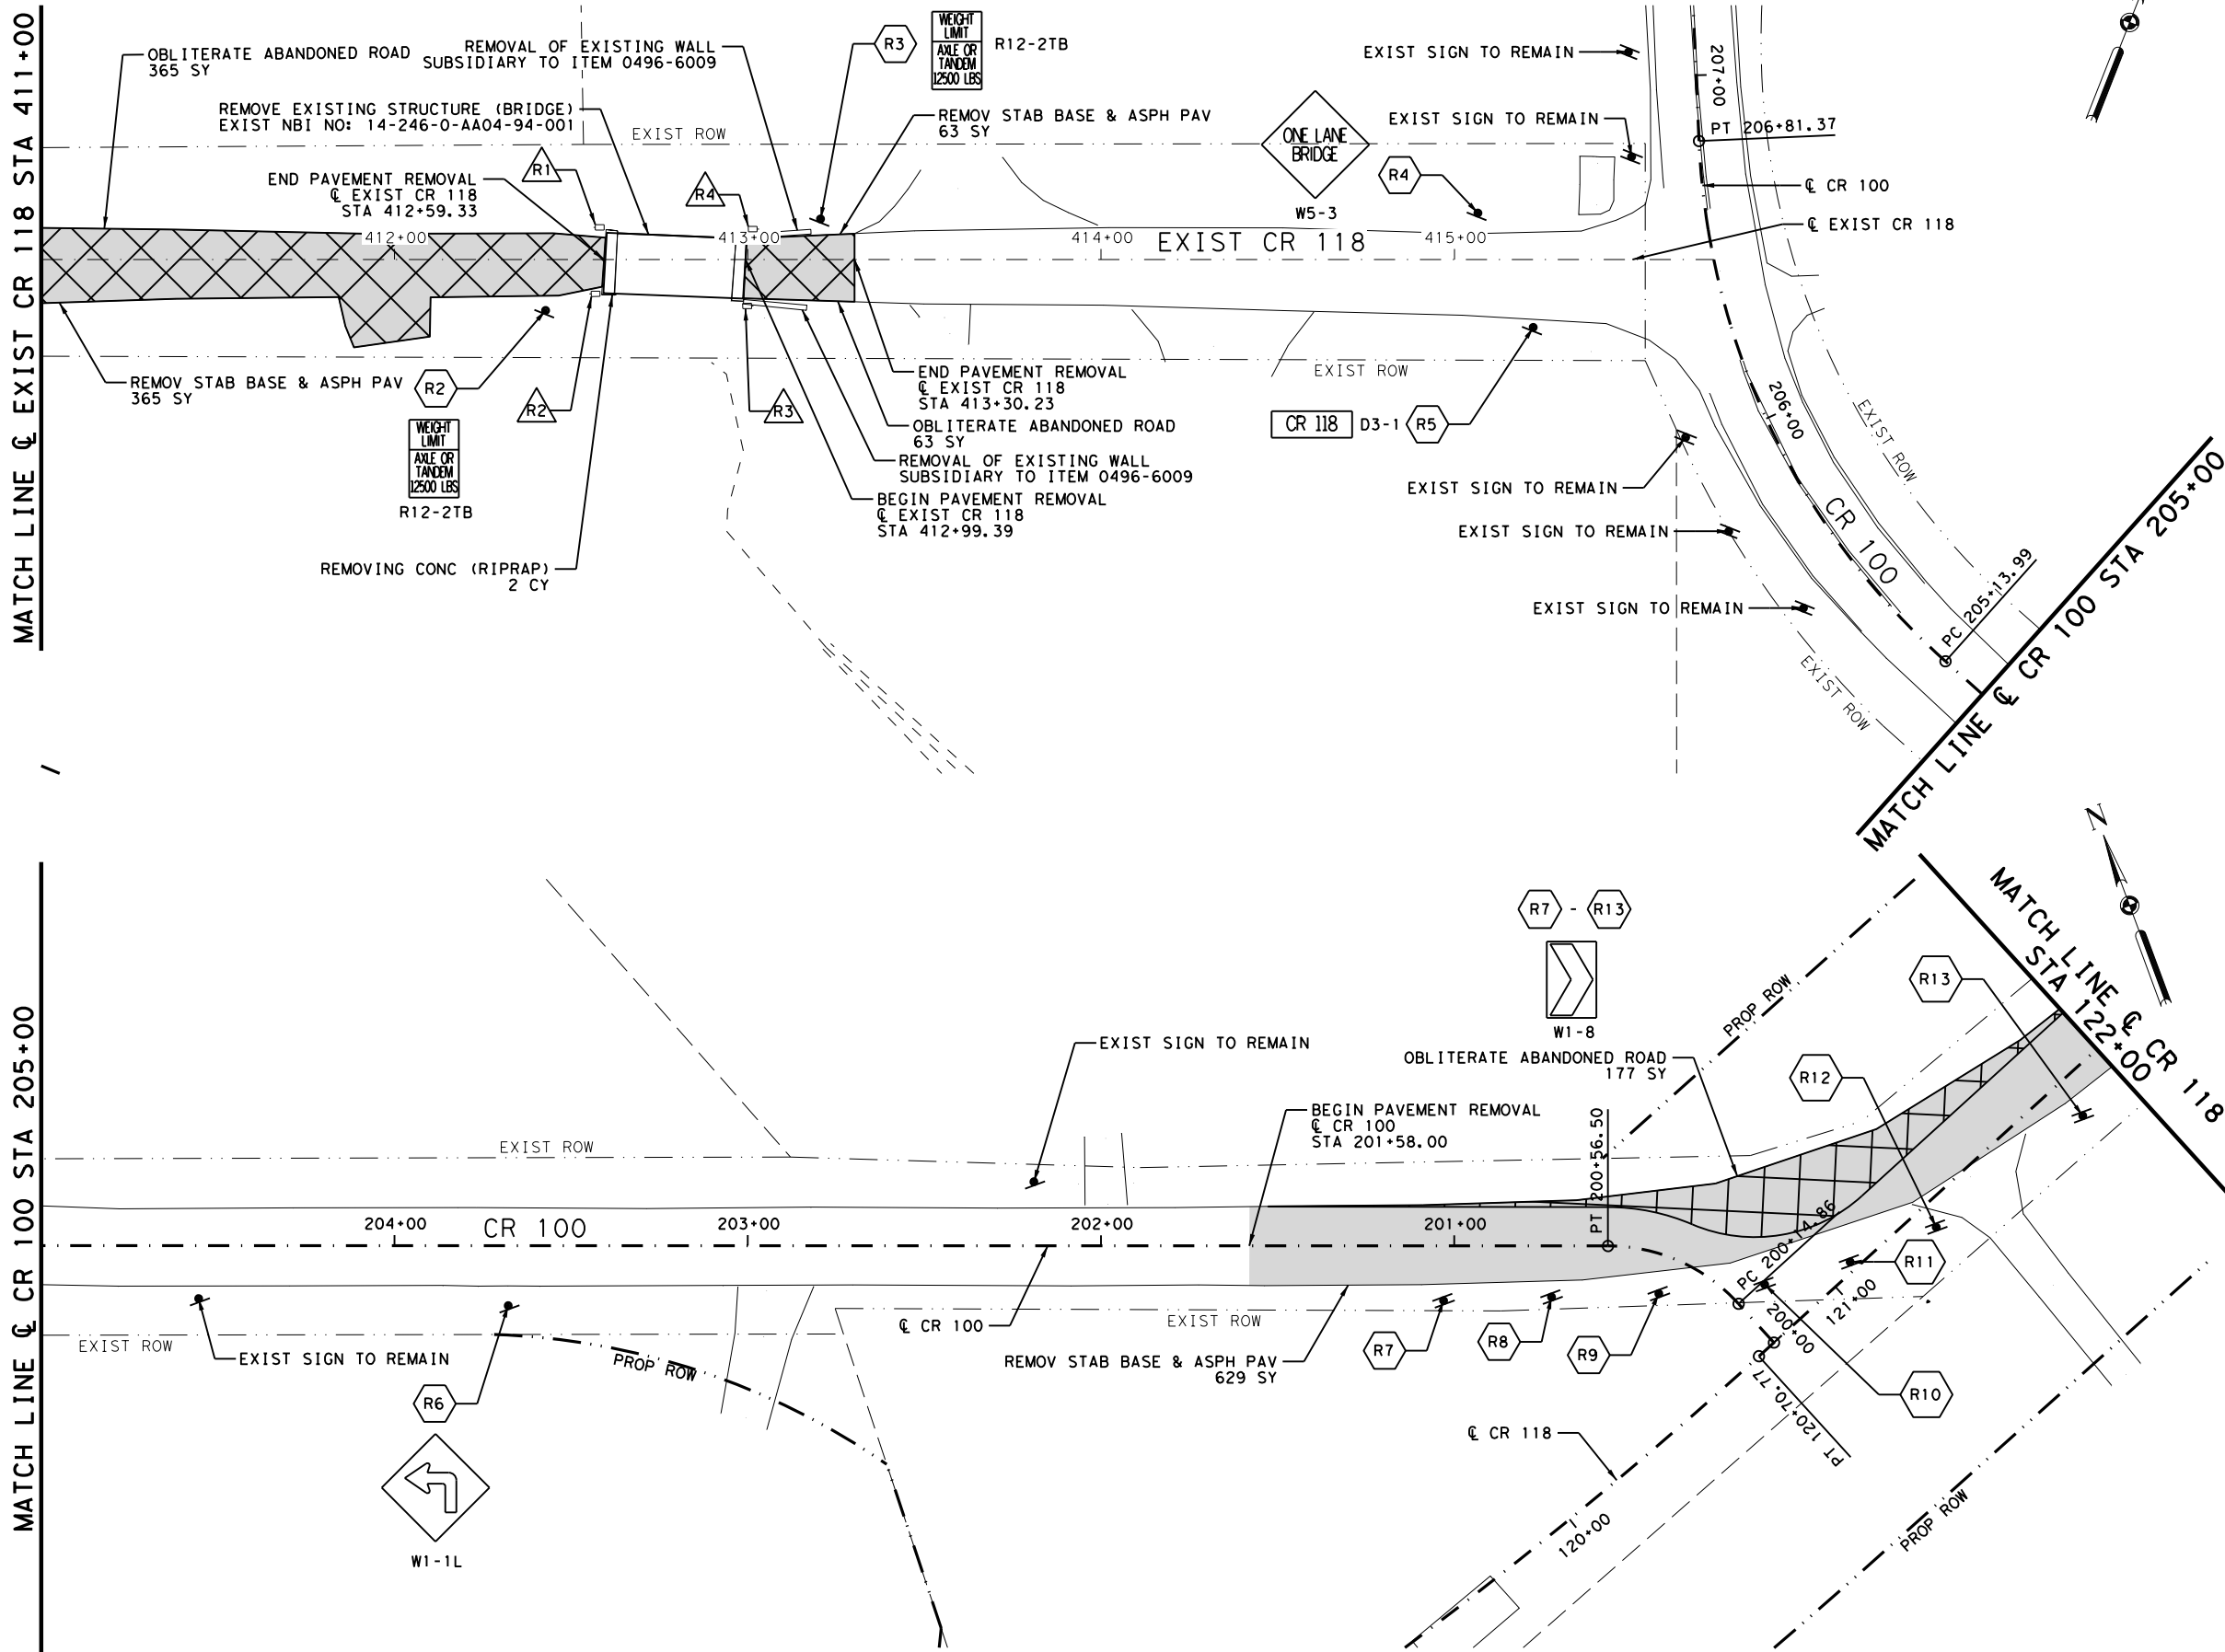 MATCH LINE ℄ EXIST CR 118 STA 411+00
OBLITERATE ABANDONED ROAD
365 SY
REMOVAL OF EXISTING WALL
SUBSIDIARY TO ITEM 0496-6009
REMOVE EXISTING STRUCTURE (BRIDGE)
EXIST NBI NO: 14-246-0-AA04-94-001
EXIST ROW
END PAVEMENT REMOVAL
℄ EXIST CR 118
STA 412+59.33
R1
R4
R3
WEIGHT
LIMIT
AXLE OR
TANDEM
12500 LBS
R12-2TB
REMOV STAB BASE & ASPH PAV
63 SY
ONE LANE
BRIDGE
W5-3
R4
EXIST SIGN TO REMAIN
EXIST SIGN TO REMAIN
207+00
PT 206+81.37
℄ CR 100
℄ EXIST CR 118
412+00
413+00
414+00
EXIST CR 118
415+00
REMOV STAB BASE & ASPH PAV
365 SY
R2
WEIGHT
LIMIT
AXLE OR
TANDEM
12500 LBS
R12-2TB
R2
R3
REMOVING CONC (RIPRAP)
2 CY
END PAVEMENT REMOVAL
℄ EXIST CR 118
STA 413+30.23
OBLITERATE ABANDONED ROAD
63 SY
REMOVAL OF EXISTING WALL
SUBSIDIARY TO ITEM 0496-6009
BEGIN PAVEMENT REMOVAL
℄ EXIST CR 118
STA 412+99.39
EXIST ROW
CR 118
D3-1
R5
206+00
EXIST ROW
EXIST SIGN TO REMAIN
EXIST SIGN TO REMAIN
EXIST SIGN TO REMAIN
CR 100
PC 205+13.99
EXIST ROW
MATCH LINE ℄ CR 100 STA 205+00
N
MATCH LINE ℄ CR 118
STA 122+00
MATCH LINE ℄ CR 100 STA 205+00
R7 - R13
W1-8
OBLITERATE ABANDONED ROAD
177 SY
PROP ROW
R13
R12
EXIST SIGN TO REMAIN
BEGIN PAVEMENT REMOVAL
℄ CR 100
STA 201+58.00
PT 200+56.50
EXIST ROW
204+00
CR 100
203+00
202+00
201+00
PC 200+14.86
R11
121+00
200+00
EXIST ROW
EXIST SIGN TO REMAIN
PROP ROW
℄ CR 100
EXIST ROW
REMOV STAB BASE & ASPH PAV
629 SY
R7
R8
R9
R10
PT 120+70.77
R6
W1-1L
℄ CR 118
120+00
PROP ROW